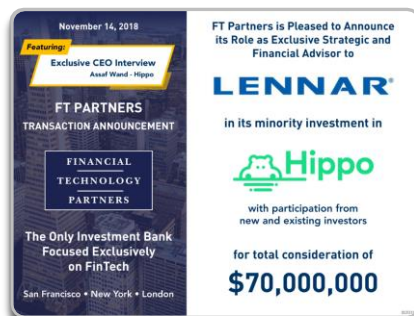 November 14, 2018
Featuring:
Exclusive CEO Interview
Assaf Wand - Hippo
FT PARTNERS
TRANSACTION ANNOUNCEMENT
FINANCIAL
TECHNOLOGY
PARTNERS
The Only Investment Bank
Focused Exclusively
on FinTech
San Francisco • New York • London
FT Partners is Pleased to Announce
its Role as Exclusive Strategic and
Financial Advisor to
LENNAR®
in its minority investment in
Hippo
with participation from
new and existing investors
for total consideration of
$70,000,000